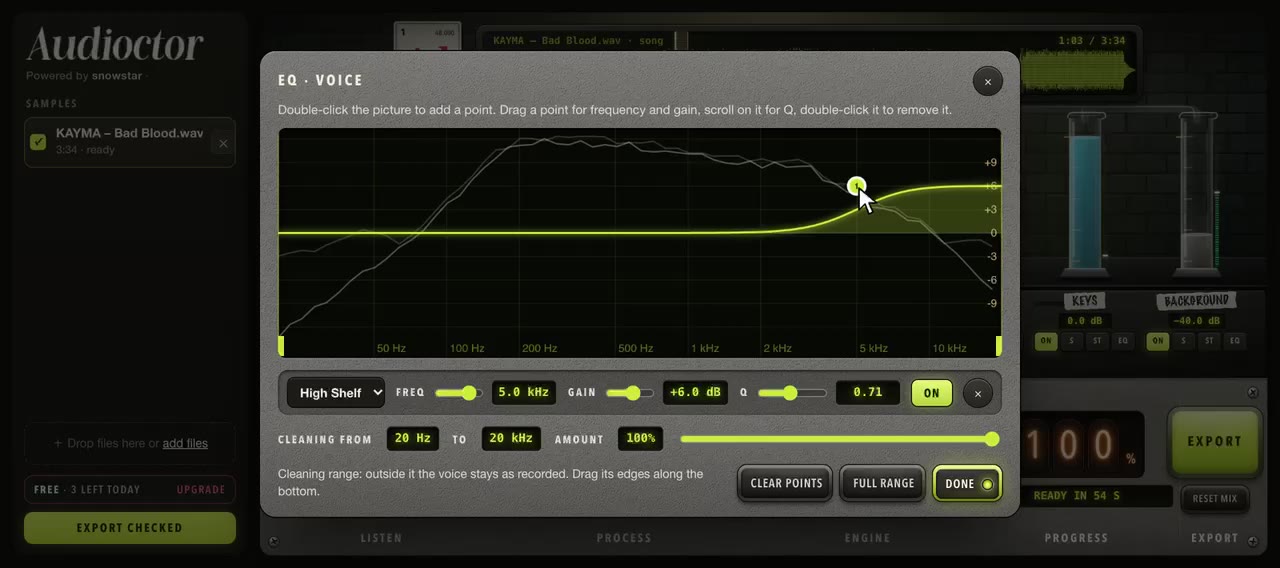 Audioctor
Powered by snowstar ·
SAMPLES
KAYMA – Bad Blood.wav
3:34 · ready
×
+ Drop files here or add files
FREE · 3 LEFT TODAY
UPGRADE
EXPORT CHECKED
1
KAYMA – Bad Blood.wav · song
1:03 / 3:34
EQ · VOICE
×
Double-click the picture to add a point. Drag a point for frequency and gain, scroll on it for Q, double-click it to remove it.
+9
+6
+3
0
-3
-6
-9
50 Hz 100 Hz 200 Hz 500 Hz 1 kHz 2 kHz 5 kHz 10 kHz
High Shelf FREQ 5.0 kHz GAIN +6.0 dB Q 0.71 ON ×
CLEANING FROM 20 Hz TO 20 kHz AMOUNT 100%
Cleaning range: outside it the voice stays as recorded. Drag its edges along the
bottom.
CLEAR POINTS FULL RANGE DONE
KEYS BACKGROUND
0.0 dB −40.0 dB
ON S ST EQ ON S ST EQ
100 %
EXPORT
READY IN 54 S
RESET MIX
LISTEN PROCESS ENGINE PROGRESS EXPORT